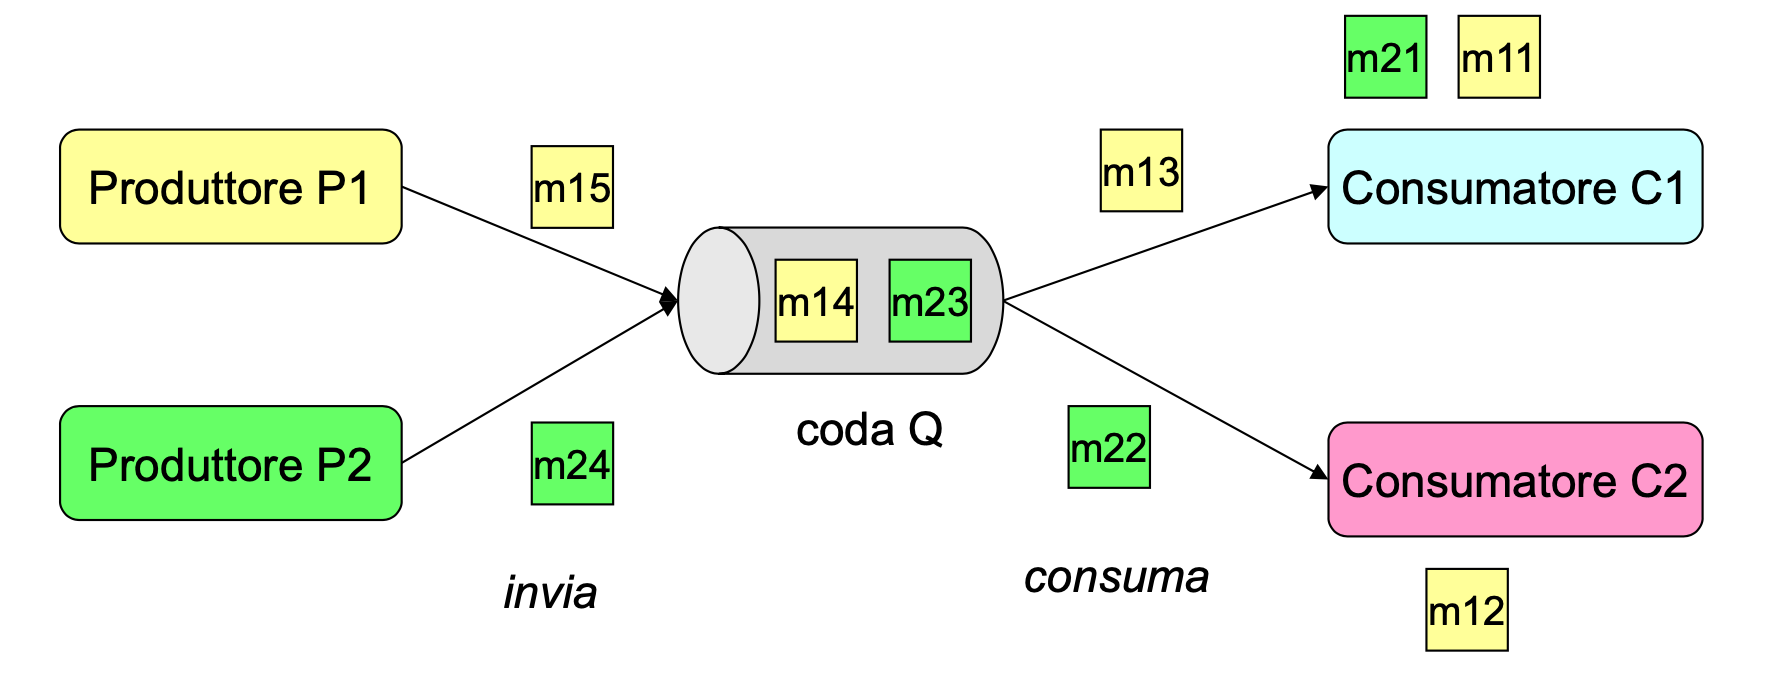 m21 m11
Produttore P1
m15
m13
Consumatore C1
m14 m23
coda Q
Produttore P2
m24
m22
Consumatore C2
invia
consuma
m12